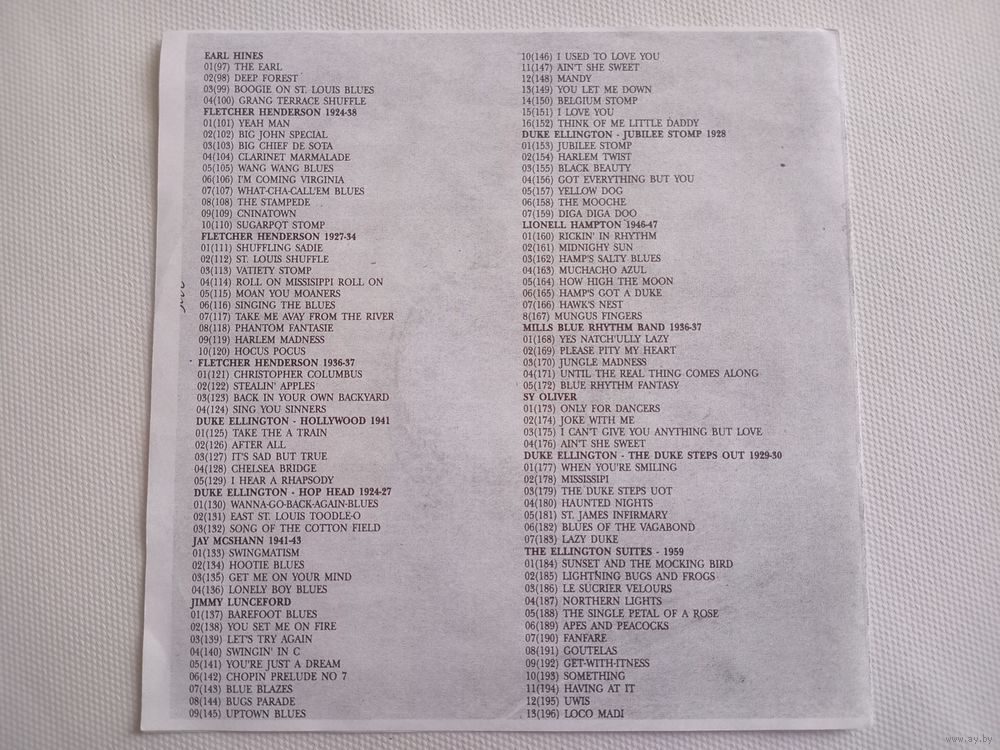 EARL HINES
01(97) THE EARL
02(98) DEEP FOREST
03(99) BOOGIE ON ST. LOUIS BLUES
04(100) GRANG TERRACE SHUFFLE
FLETCHER HENDERSON 1924-38
01(101) YEAH MAN
02(102) BIG JOHN SPECIAL
03(103) BIG CHIEF DE SOTA
04(104) CLARINET MARMALADE
05(105) WANG WANG BLUES
06(106) I'M COMING VIRGINIA
07(107) WHAT-CHA-CALL'EM BLUES
08(108) THE STAMPEDE
09(109) CNINATOWN
10(110) SUGARPOT STOMP
FLETCHER HENDERSON 1927-34
01(111) SHUFFLING SADIE
02(112) ST. LOUIS SHUFFLE
03(113) VATIETY STOMP
04(114) ROLL ON MISSISIPPI ROLL ON
05(115) MOAN YOU MOANERS
06(116) SINGING THE BLUES
07(117) TAKE ME AVAY FROM THE RIVER
08(118) PHANTOM FANTASIE
09(119) HARLEM MADNESS
10(120) HOCUS POCUS
FLETCHER HENDERSON 1936-37
01(121) CHRISTOPHER COLUMBUS
02(122) STEALIN' APPLES
03(123) BACK IN YOUR OWN BACKYARD
04(124) SING YOU SINNERS
DUKE ELLINGTON - HOLLYWOOD 1941
01(125) TAKE THE A TRAIN
02(126) AFTER ALL
03(127) IT'S SAD BUT TRUE
04(128) CHELSEA BRIDGE
05(129) I HEAR A RHAPSODY
DUKE ELLINGTON - HOP HEAD 1924-27
01(130) WANNA-GO-BACK-AGAIN-BLUES
02(131) EAST ST. LOUIS TOODLE-O
03(132) SONG OF THE COTTON FIELD
JAY MCSHANN 1941-43
01(133) SWINGMATISM
02(134) HOOTIE BLUES
03(135) GET ME ON YOUR MIND
04(136) LONELY BOY BLUES
JIMMY LUNCEFORD
01(137) BAREFOOT BLUES
02(138) YOU SET ME ON FIRE
03(139) LET'S TRY AGAIN
04(140) SWINGIN' IN C
05(141) YOU'RE JUST A DREAM
06(142) CHOPIN PRELUDE NO 7
07(143) BLUE BLAZES
08(144) BUGS PARADE
09(145) UPTOWN BLUES
10(146) I USED TO LOVE YOU
11(147) AIN'T SHE SWEET
12(148) MANDY
13(149) YOU LET ME DOWN
14(150) BELGIUM STOMP
15(151) I LOVE YOU
16(152) THINK OF ME LITTLE DADDY
DUKE ELLINGTON - JUBILEE STOMP 1928
01(153) JUBILEE STOMP
02(154) HARLEM TWIST
03(155) BLACK BEAUTY
04(156) GOT EVERYTHING BUT YOU
05(157) YELLOW DOG
06(158) THE MOOCHE
07(159) DIGA DIGA DOO
LIONELL HAMPTON 1946-47
01(160) RICKIN' IN RHYTHM
02(161) MIDNIGHY SUN
03(162) HAMP'S SALTY BLUES
04(163) MUCHACHO AZUL
05(164) HOW HIGH THE MOON
06(165) HAMP'S GOT A DUKE
07(166) HAWK'S NEST
8(167) MUNGUS FINGERS
MILLS BLUE RHYTHM BAND 1936-37
01(168) YES NATCH'ULLY LAZY
02(169) PLEASE PITY MY HEART
03(170) JUNGLE MADNESS
04(171) UNTIL THE REAL THING COMES ALONG
05(172) BLUE RHYTHM FANTASY
SY OLIVER
01(173) ONLY FOR DANCERS
02(174) JOKE WITH ME
03(175) I CAN'T GIVE YOU ANYTHING BUT LOVE
04(176) AIN'T SHE SWEET
DUKE ELLINGTON - THE DUKE STEPS OUT 1929-30
01(177) WHEN YOU'RE SMILING
02(178) MISSISSIPI
03(179) THE DUKE STEPS UOT
04(180) HAUNTED NIGHTS
05(181) ST. JAMES INFIRMARY
06(182) BLUES OF THE VAGABOND
07(183) LAZY DUKE
THE ELLINGTON SUITES - 1959
01(184) SUNSET AND THE MOCKING BIRD
02(185) LIGHTNING BUGS AND FROGS
03(186) LE SUCRIER VELOURS
04(187) NORTHERN LIGHTS
05(188) THE SINGLE PETAL OF A ROSE
06(189) APES AND PEACOCKS
07(190) FANFARE
08(191) GOUTELAS
09(192) GET-WITH-ITNESS
10(193) SOMETHING
11(194) HAVING AT IT
12(195) UWIS
13(196) LOCO MADI
www.ay.by